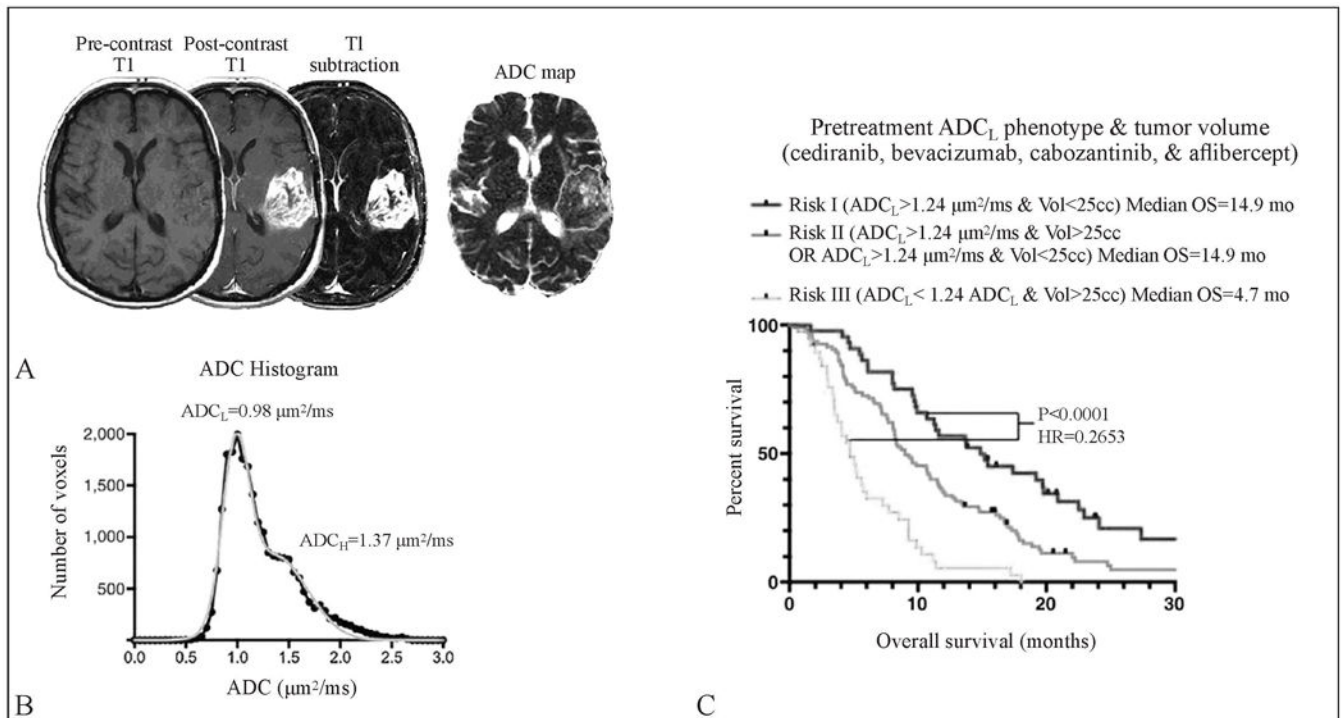 Pre-contrast
T1
Post-contrast
T1
T1
subtraction
ADC map
A
ADC Histogram
ADC_L=0.98 μm²/ms
ADC_H=1.37 μm²/ms
Number of voxels
2,000
1,500
1,000
500
0.0 0.5 1.0 1.5 2.0 2.5 3.0
ADC (μm²/ms)
B
Pretreatment ADC_L phenotype & tumor volume
(cediranib, bevacizumab, cabozantinib, & aflibercept)
Risk I (ADC_L>1.24 μm²/ms & Vol<25cc) Median OS=14.9 mo
Risk II (ADC_L>1.24 μm²/ms & Vol>25cc
OR ADC_L>1.24 μm²/ms & Vol<25cc) Median OS=14.9 mo
Risk III (ADC_L< 1.24 ADC_L & Vol>25cc) Median OS=4.7 mo
P<0.0001
HR=0.2653
Percent survival
100
50
0
0 10 20 30
Overall survival (months)
C